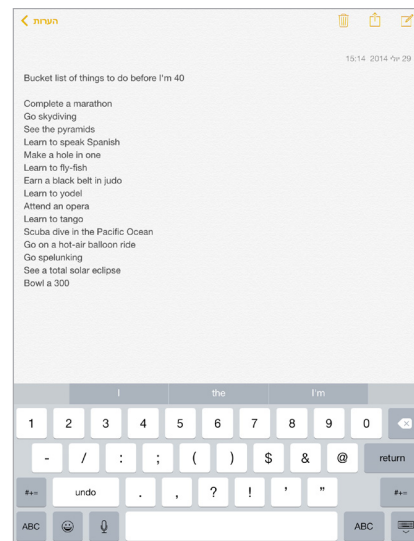 הערות
29 יולי 2014 15:14
Bucket list of things to do before I'm 40
Complete a marathon
Go skydiving
See the pyramids
Learn to speak Spanish
Make a hole in one
Learn to fly-fish
Earn a black belt in judo
Learn to yodel
Attend an opera
Learn to tango
Scuba dive in the Pacific Ocean
Go on a hot-air balloon ride
Go spelunking
See a total solar eclipse
Bowl a 300
I the I'm
1 2 3 4 5 6 7 8 9 0
- / : ; ( ) $ & @ return
#+= undo . , ? ! ' " #+=
ABC ABC